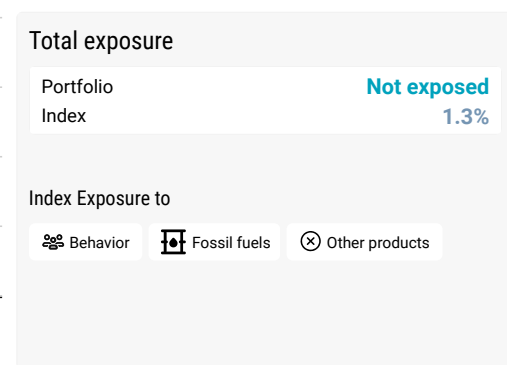 Total exposure
Portfolio Not exposed
Index 1.3%
Index Exposure to
Behavior Fossil fuels Other products